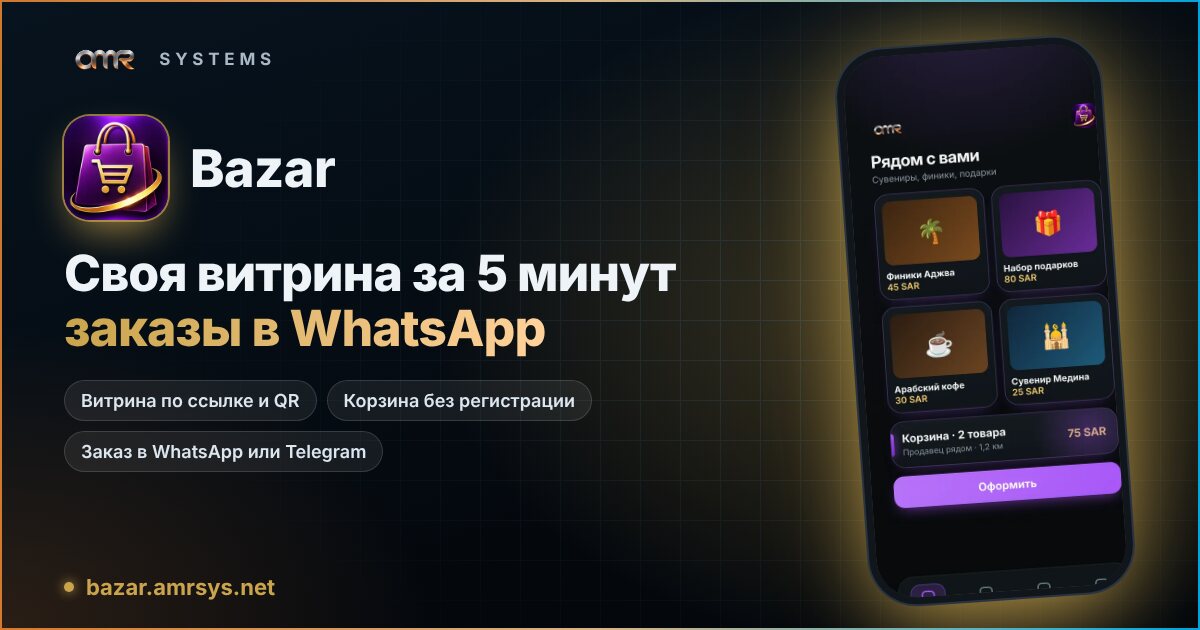 OMR SYSTEMS
Bazar
Своя витрина за 5 минут
заказы в WhatsApp
Витрина по ссылке и QR
Корзина без регистрации
Заказ в WhatsApp или Telegram
bazar.amrsys.net
OMR
Рядом с вами
Сувениры, финики, подарки
Финики Аджва
45 SAR
Набор подарков
80 SAR
Арабский кофе
30 SAR
Сувенир Медина
25 SAR
Корзина · 2 товара
75 SAR
Продавец рядом · 1,2 км
Оформить